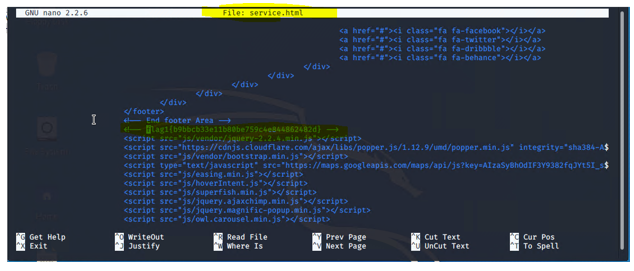 GNU nano 2.2.6 File: service.html
<a href="#"><i class="fa fa-facebook"></i></a>
<a href="#"><i class="fa fa-twitter"></i></a>
<a href="#"><i class="fa fa-dribbble"></i></a>
<a href="#"><i class="fa fa-behance"></i></a>
</div>
</div>
</div>
</div>
</div>
</footer>
<!-- End footer Area -->
<!-- flag1{b9bbcb33e11b80be759c4e844862482d} -->
<script src="js/vendor/jquery-2.2.4.min.js"></script>
<script src="https://cdnjs.cloudflare.com/ajax/libs/popper.js/1.12.9/umd/popper.min.js" integrity="sha384-A$
<script src="js/vendor/bootstrap.min.js"></script>
<script type="text/javascript" src="https://maps.googleapis.com/maps/api/js?key=AIzaSyBhOdIF3Y9382fqJYt5I_s$
<script src="js/easing.min.js"></script>
<script src="js/hoverIntent.js"></script>
<script src="js/superfish.min.js"></script>
<script src="js/jquery.ajaxchimp.min.js"></script>
<script src="js/jquery.magnific-popup.min.js"></script>
<script src="js/owl.carousel.min.js"></script>
^G Get Help ^O WriteOut ^R Read File ^Y Prev Page ^K Cut Text ^C Cur Pos
^X Exit ^J Justify ^W Where Is ^V Next Page ^U UnCut Text ^T To Spell